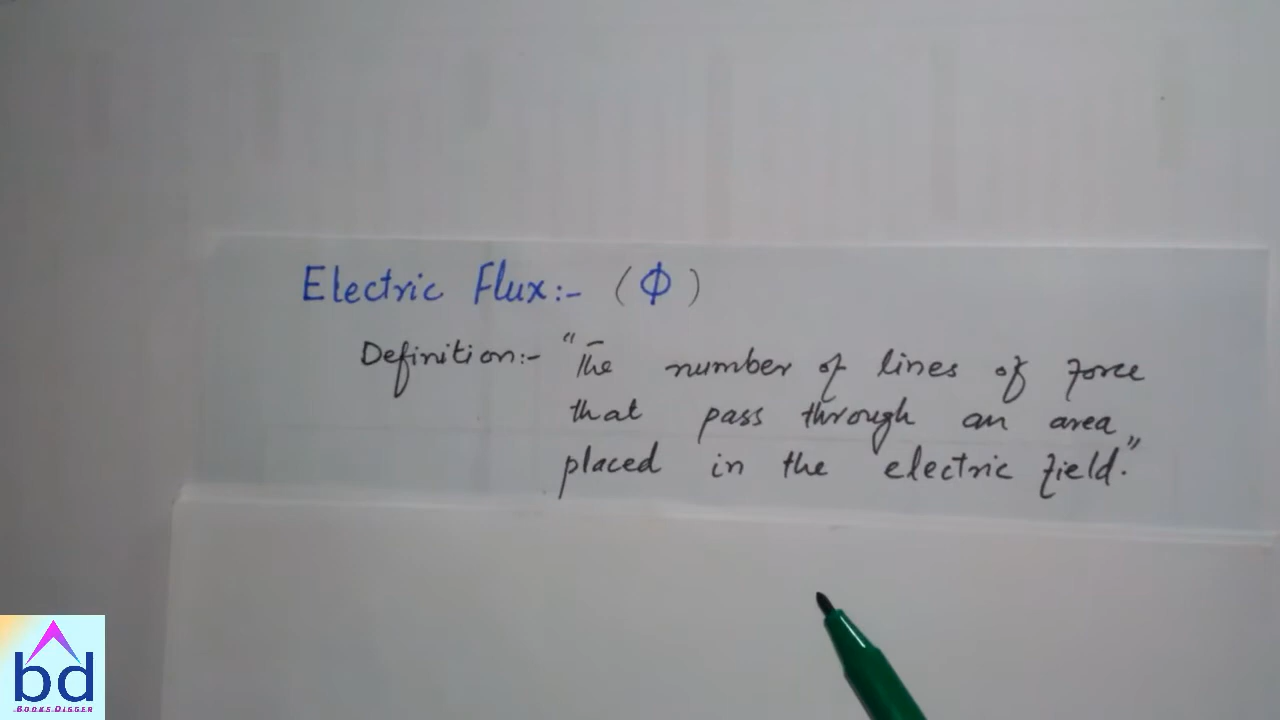 Electric Flux:- (Φ)
Definition:- "The number of lines of force
that pass through an area
placed in the electric field."
bd
BOOKS DIGGER